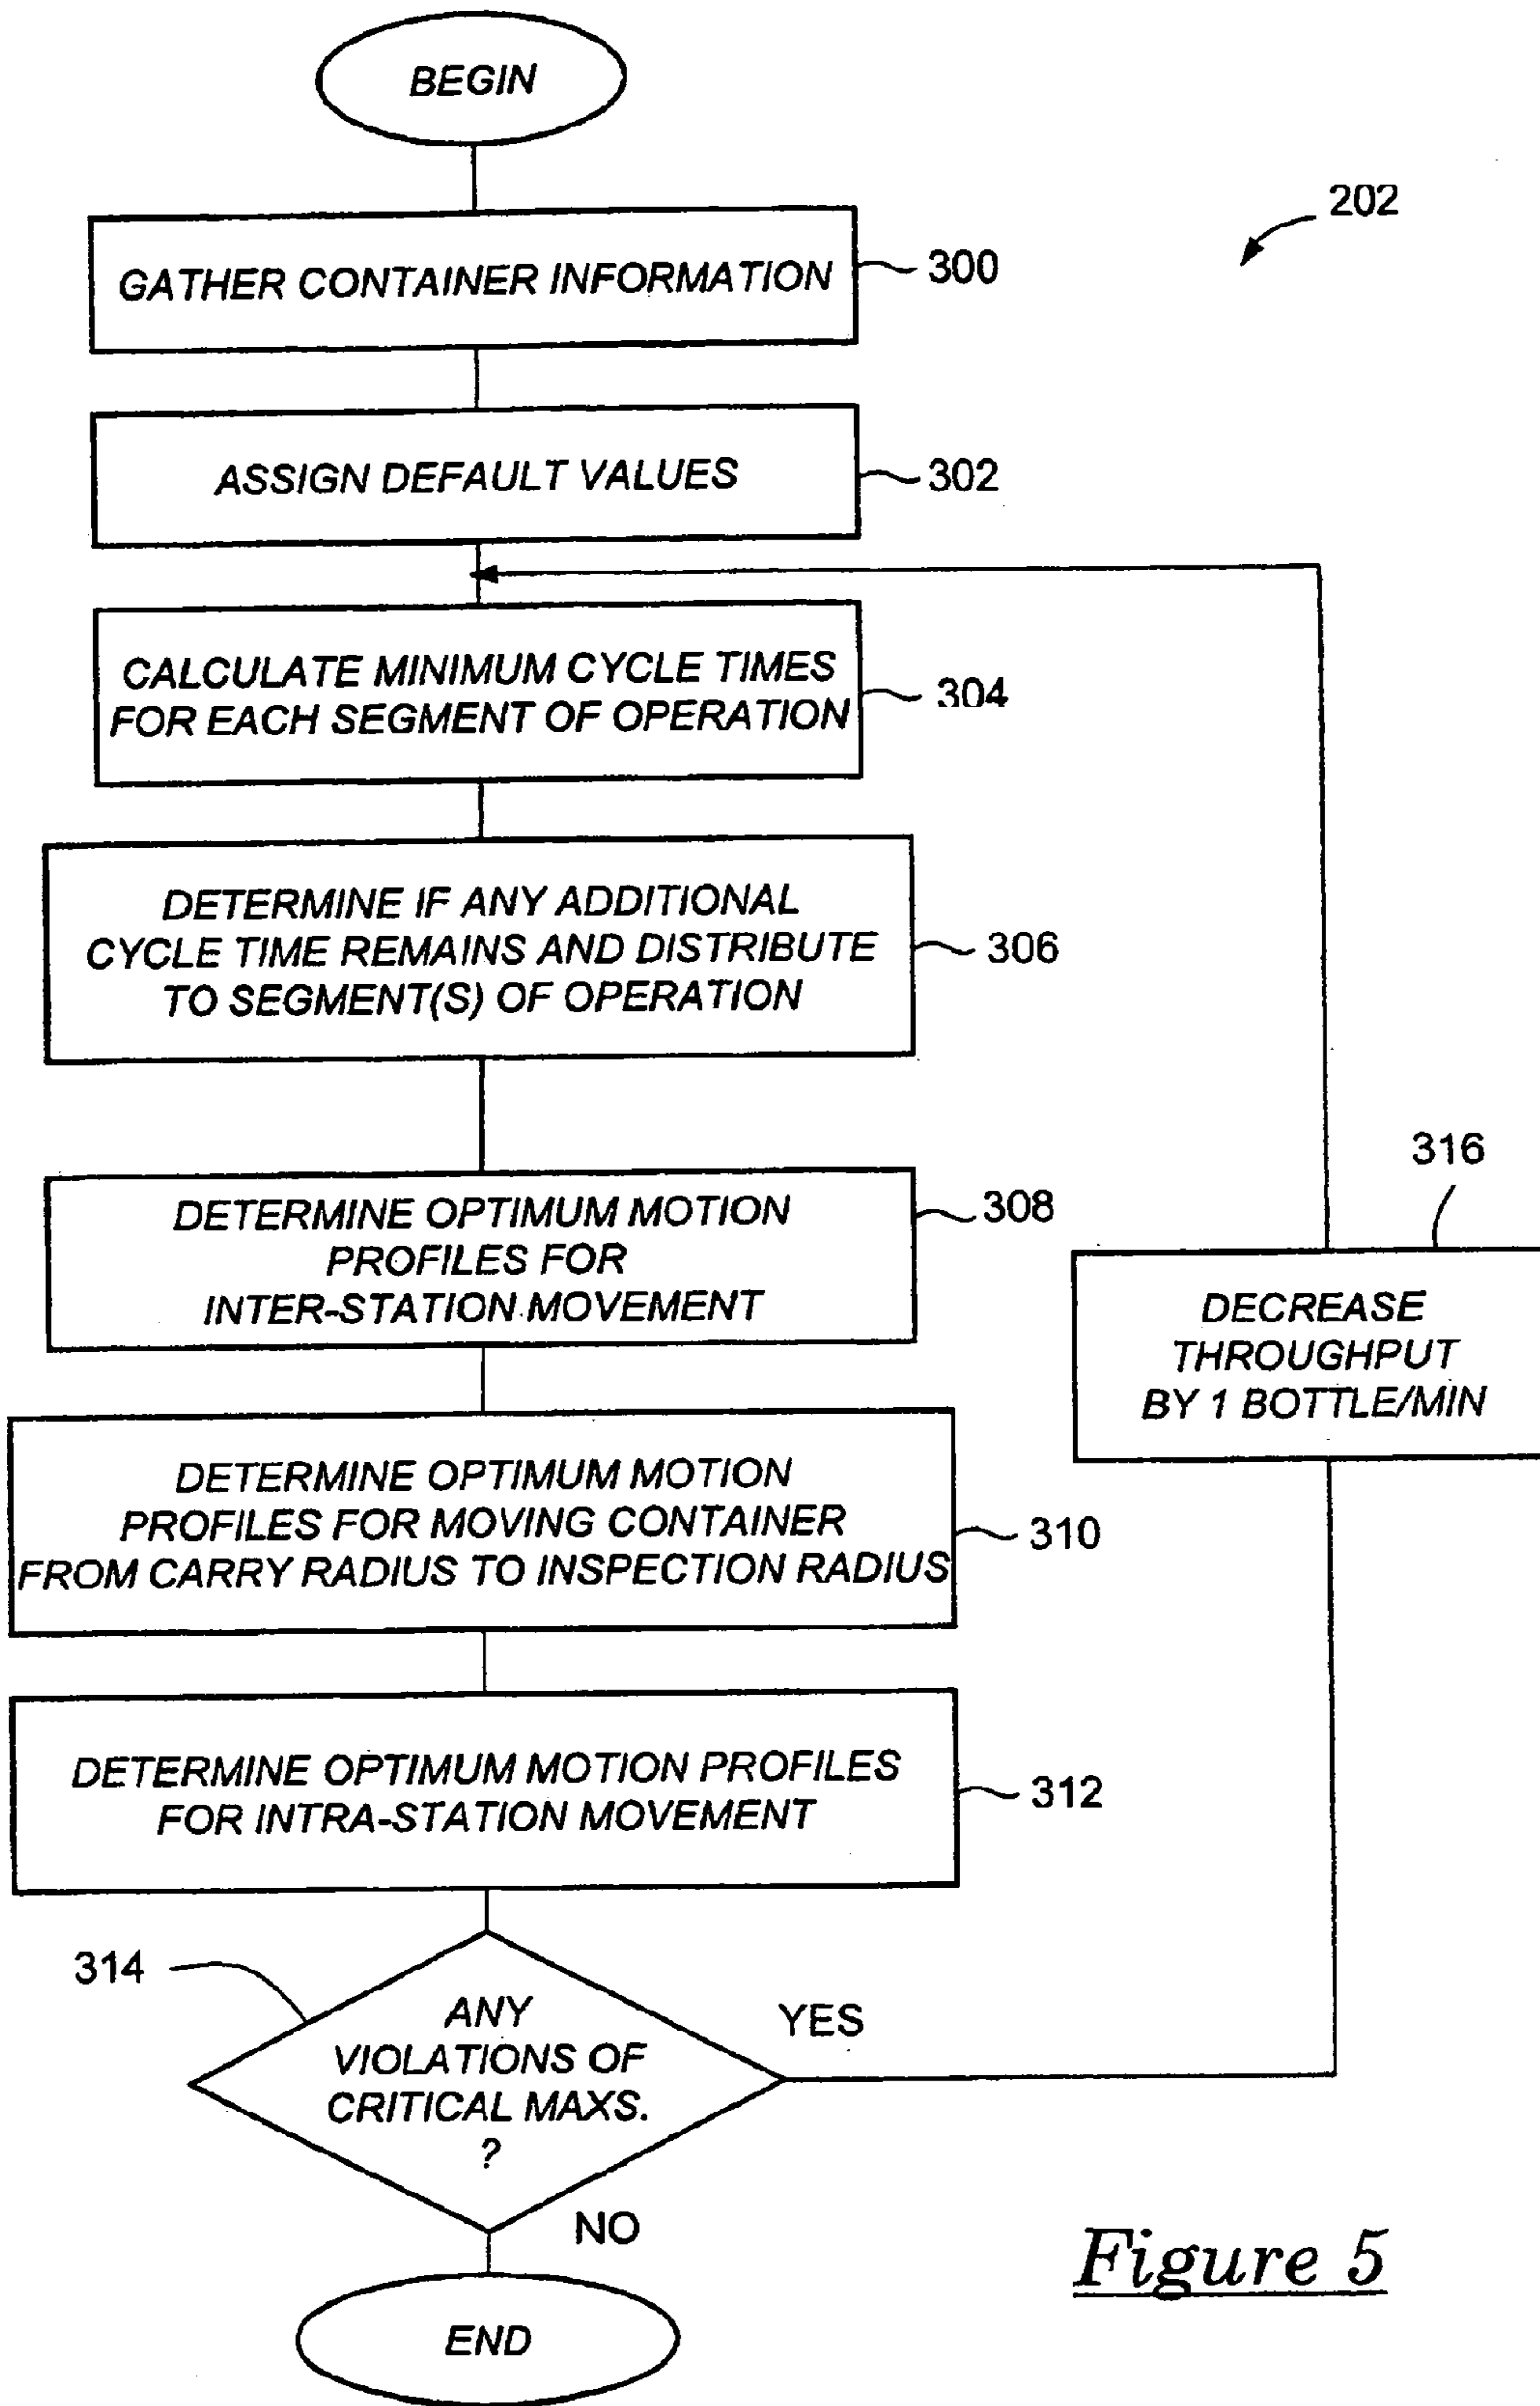 BEGIN
202
GATHER CONTAINER INFORMATION
300
ASSIGN DEFAULT VALUES
302
CALCULATE MINIMUM CYCLE TIMES
FOR EACH SEGMENT OF OPERATION
304
DETERMINE IF ANY ADDITIONAL
CYCLE TIME REMAINS AND DISTRIBUTE
TO SEGMENT(S) OF OPERATION
306
DETERMINE OPTIMUM MOTION
PROFILES FOR
INTER-STATION MOVEMENT
308
316
DECREASE
THROUGHPUT
BY 1 BOTTLE/MIN
DETERMINE OPTIMUM MOTION
PROFILES FOR MOVING CONTAINER
FROM CARRY RADIUS TO INSPECTION RADIUS
310
DETERMINE OPTIMUM MOTION PROFILES
FOR INTRA-STATION MOVEMENT
312
314
ANY
VIOLATIONS OF
CRITICAL MAXS.
?
YES
NO
END
Figure 5